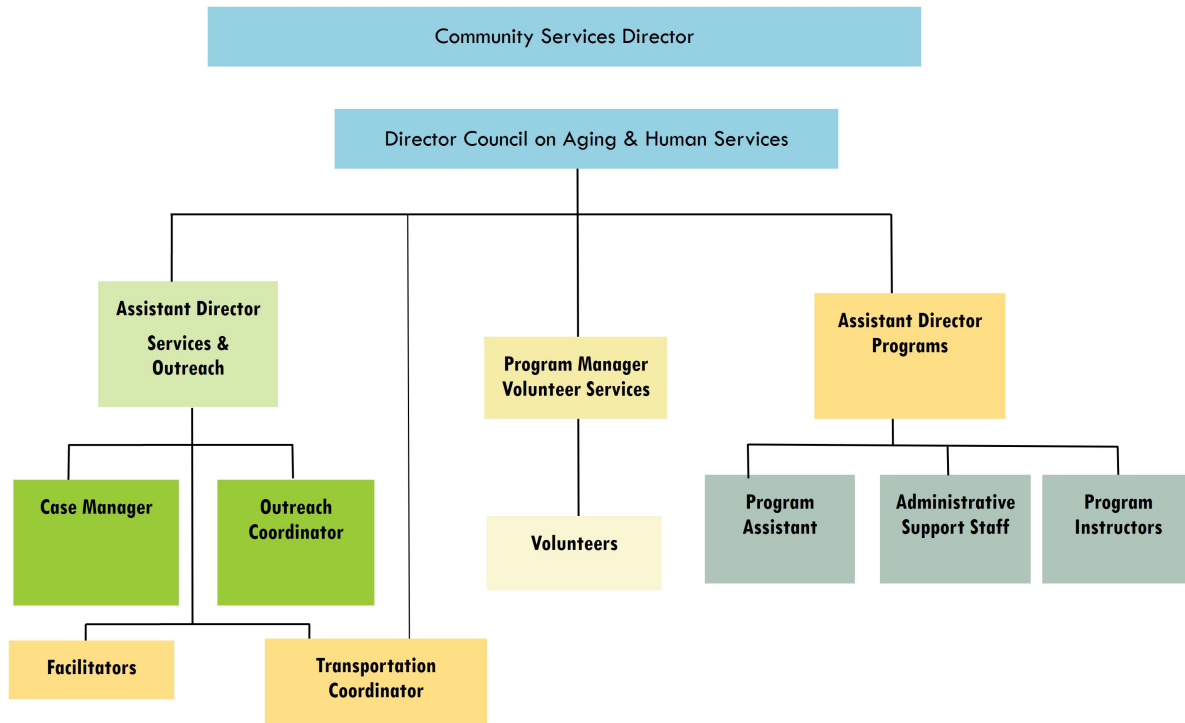 Community Services Director
Director Council on Aging & Human Services
Assistant Director
Services &
Outreach
Program Manager
Volunteer Services
Assistant Director
Programs
Case Manager
Outreach
Coordinator
Volunteers
Program
Assistant
Administrative
Support Staff
Program
Instructors
Facilitators
Transportation
Coordinator